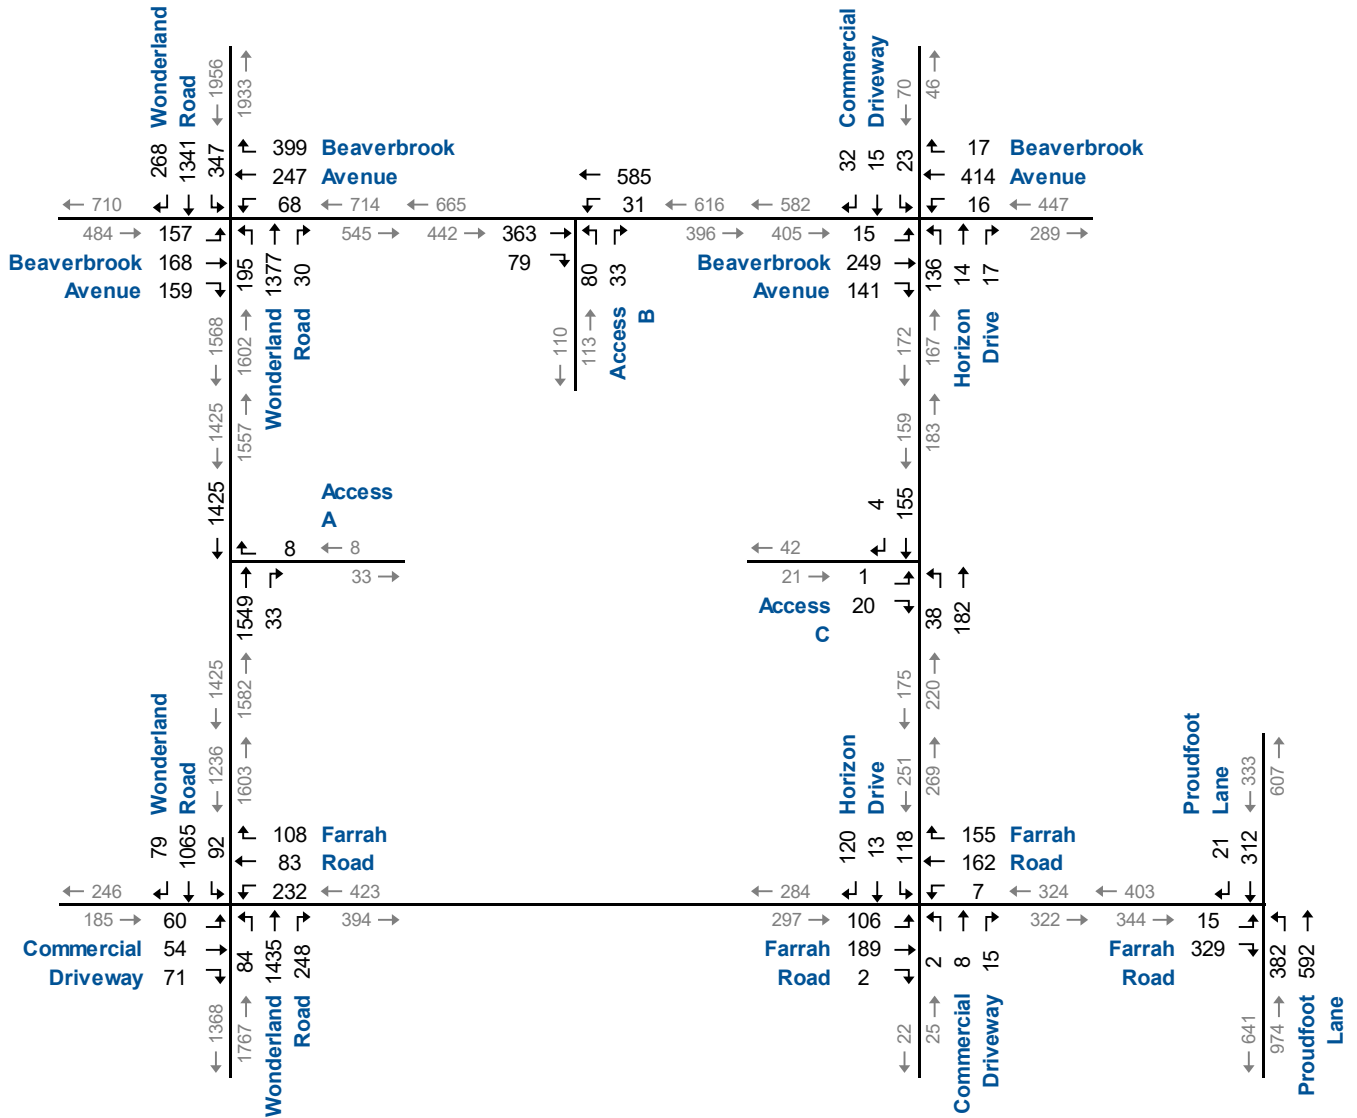 Wonderland
Road
← 1956
1933 →
268
1341
347
399 Beaverbrook
247 Avenue
68
← 714
← 665
← 710
484 →
157
Beaverbrook 168
Avenue 159
195
1377
30
Wonderland
Road
545 →
442 →
← 1568
1602 →
← 1425
1557 →
585
31
← 616
← 582
363
79
80
33
Access
B
← 110
113 →
396 →
405 →
Commercial
Driveway
← 70
46 →
32
15
23
17 Beaverbrook
414 Avenue
16
← 447
15
Beaverbrook 249
Avenue 141
136
14
17
Horizon
Drive
289 →
← 172
167 →
← 159
183 →
1425
Access
A
8
← 8
33 →
1549
33
← 1425
1582 →
← 1236
1603 →
4
155
← 42
21 →
1
Access 20
C
38
182
← 175
220 →
← 251
269 →
Wonderland
Road
79
1065
92
108 Farrah
83 Road
232
← 423
← 246
185 →
60
Commercial 54
Driveway 71
84
1435
248
Wonderland
Road
394 →
← 1368
1767 →
Horizon
Drive
120
13
118
155 Farrah
162 Road
7
← 324
← 403
← 284
297 →
106
Farrah 189
Road 2
2
8
15
Commercial
Driveway
322 →
344 →
← 22
25 →
Proudfoot
Lane
← 333
607 →
21
312
15
Farrah 329
Road
382
592
Proudfoot
Lane
← 641
974 →